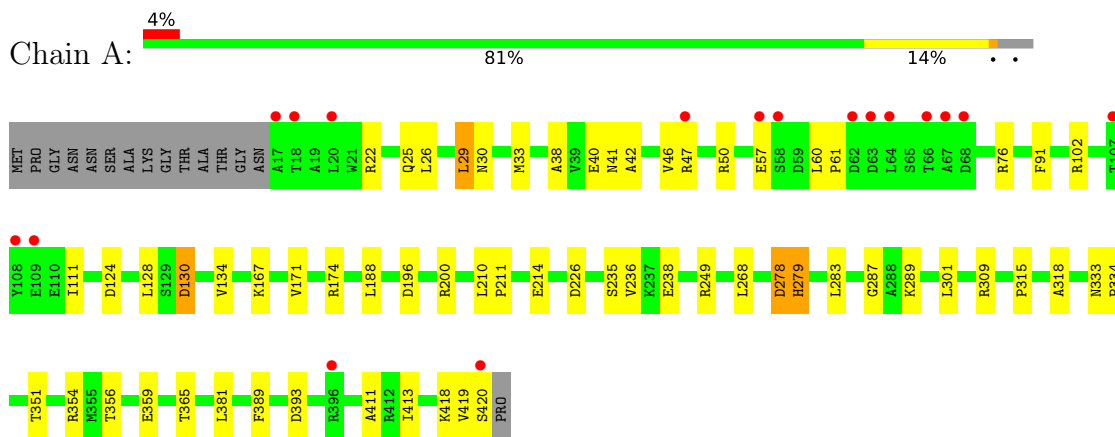 4%
Chain A:
81% 14% • •
MET PRO GLY ASN ASN SER ALA LYS GLY THR ALA THR GLY ASN A17 T18 A19 L20 W21 R22 Q25 L26 L29 N30 M33 A38 V39 E40 N41 A42 V46 R47 R50 E57 S58 D59 L60 P61 D62 D63 L64 S65 T66 A67 D68 R76 F91 R102 T107
Y108 E109 E110 I111 D124 L128 S129 D130 V134 K167 V171 R174 L188 D196 R200 L210 P211 E214 D226 S235 V236 K237 E238 R249 L268 D278 H279 L283 G287 A288 K289 L301 R309 P315 A318 N333 P334
T351 R354 M355 T356 E359 T365 L381 F389 D393 R396 A411 R412 I413 K418 V419 S420 PRO